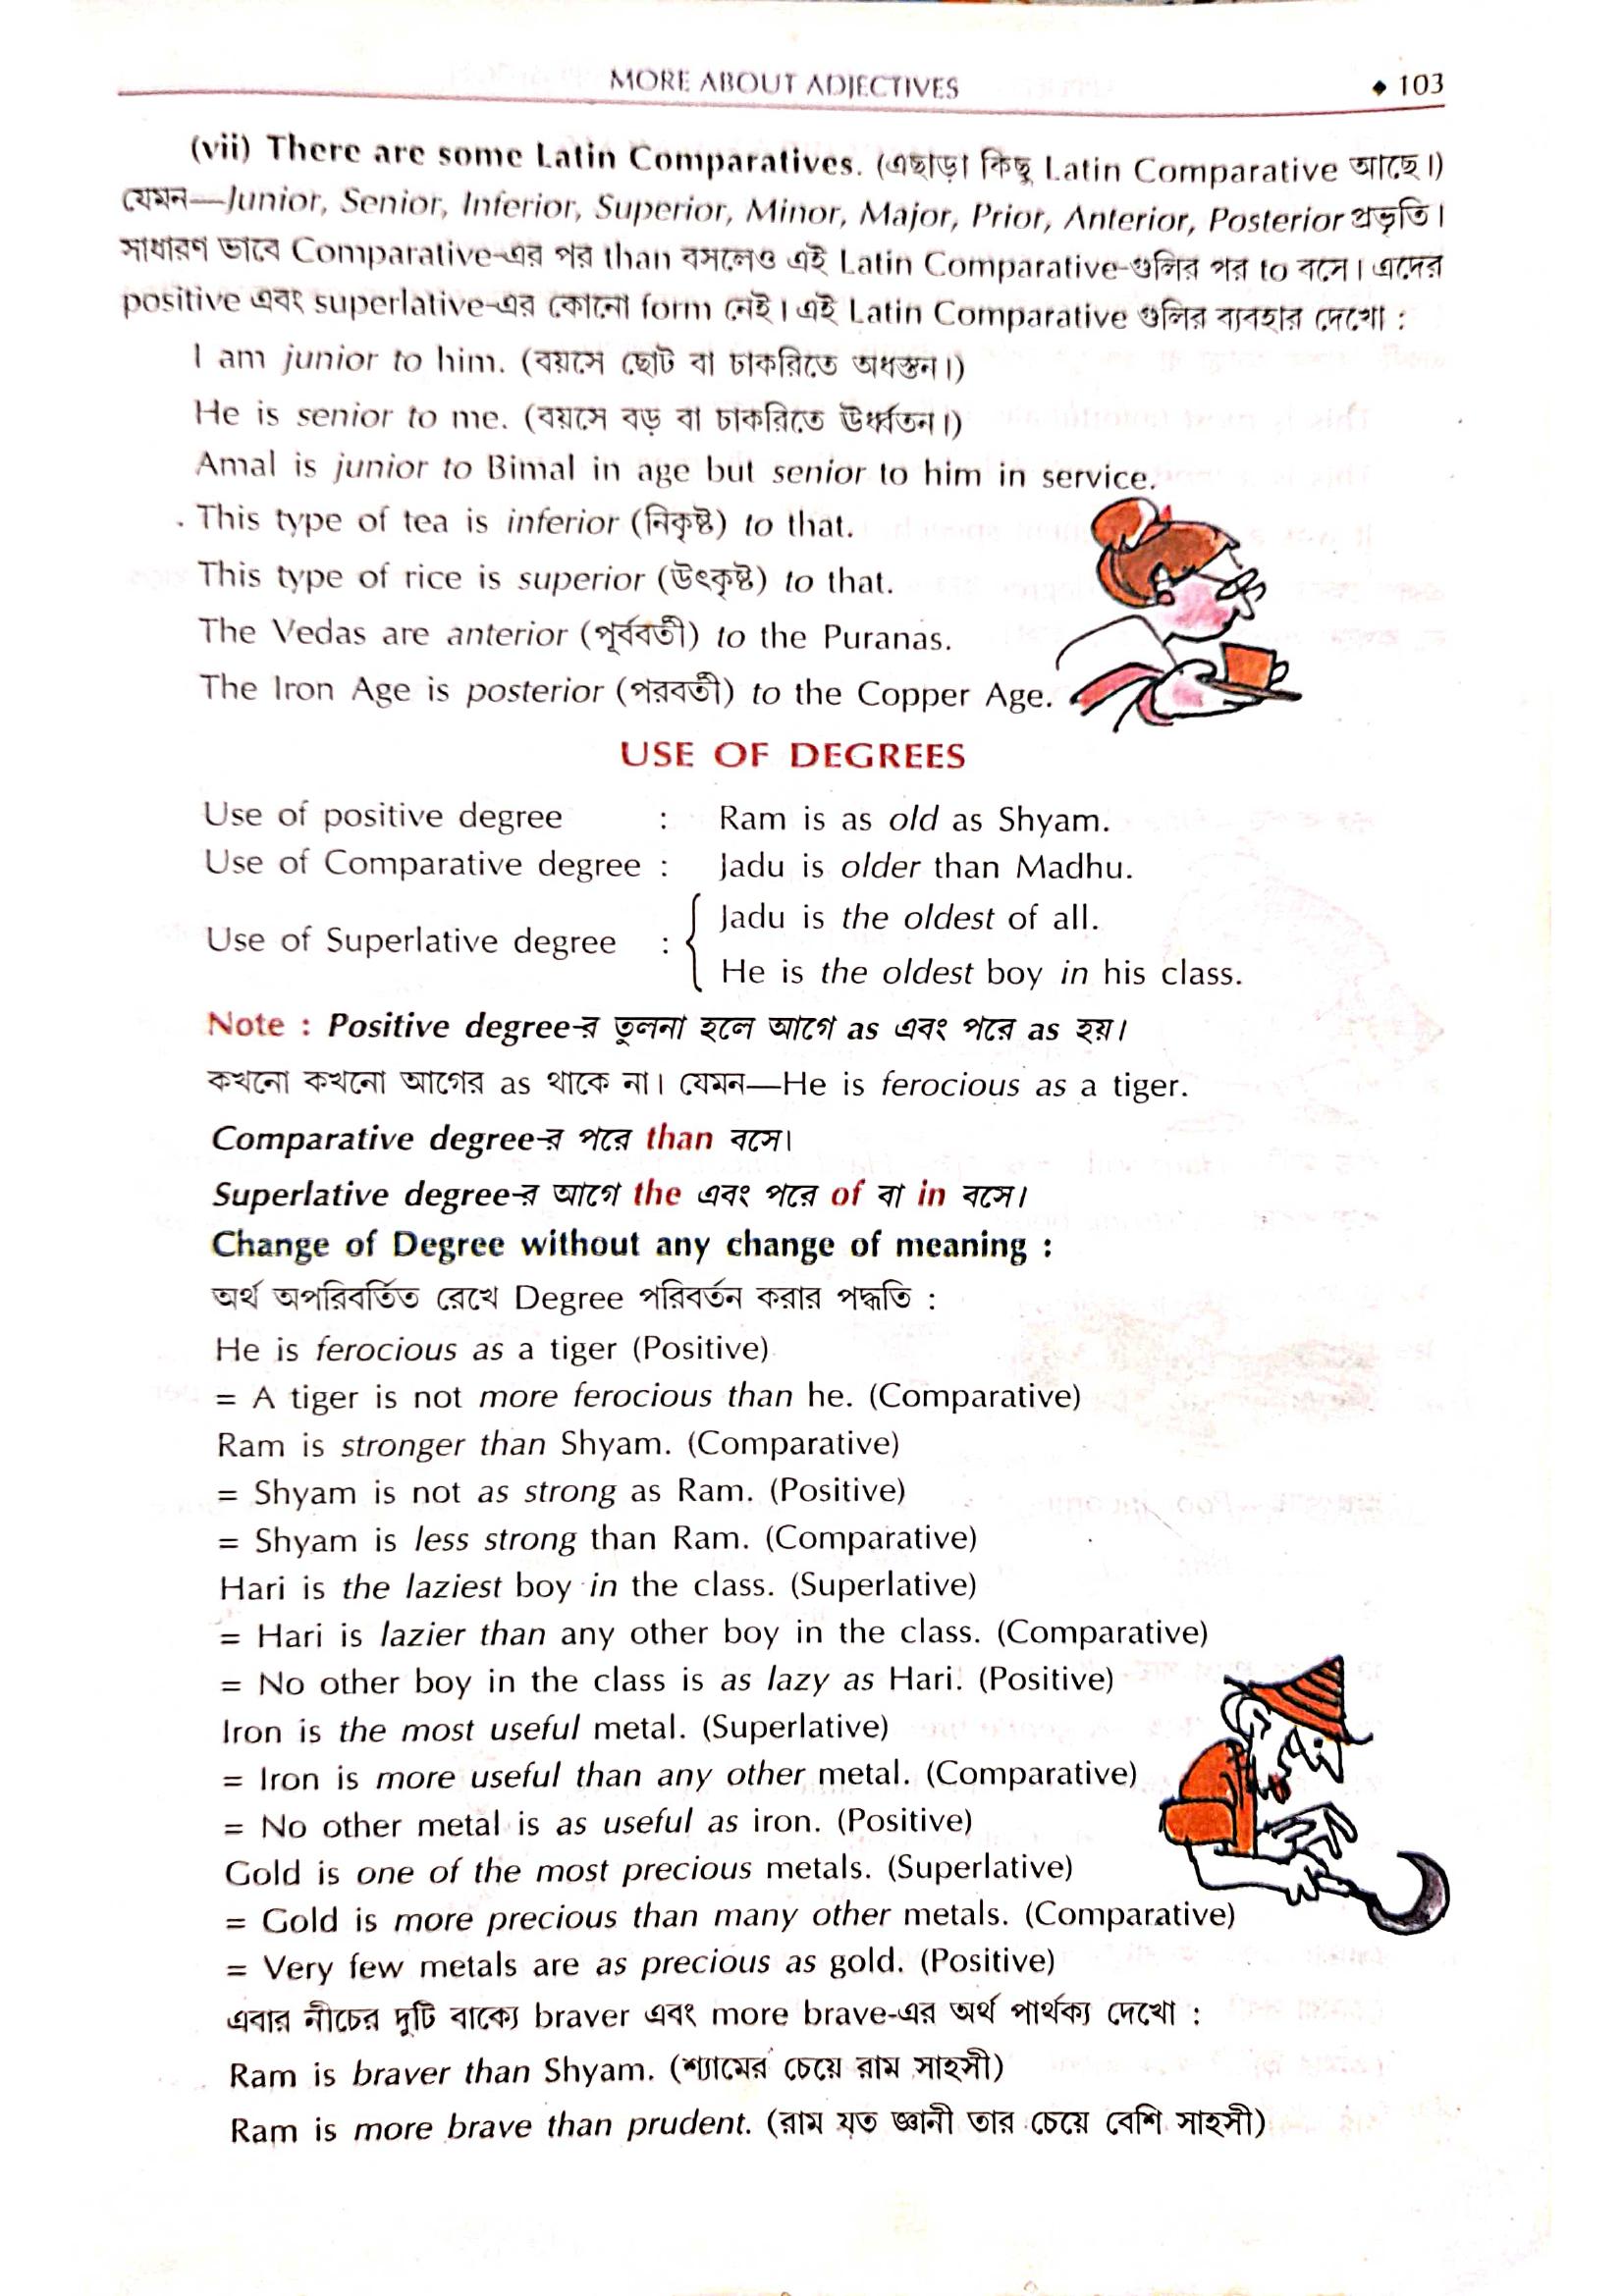 MORE ABOUT ADJECTIVES ◆ 103
(vii) There are some Latin Comparatives. (এছাড়া কিছু Latin Comparative আছে।)
যেমন—Junior, Senior, Inferior, Superior, Minor, Major, Prior, Anterior, Posterior প্রভৃতি।
সাধারণ ভাবে Comparative-এর পর than বসলেও এই Latin Comparative-গুলির পর to বসে। এদের
positive এবং superlative-এর কোনো form নেই। এই Latin Comparative গুলির ব্যবহার দেখো :
I am junior to him. (বয়সে ছোট বা চাকরিতে অধস্তন।)
He is senior to me. (বয়সে বড় বা চাকরিতে ঊর্ধ্বতন।)
Amal is junior to Bimal in age but senior to him in service.
This type of tea is inferior (নিকৃষ্ট) to that.
This type of rice is superior (উৎকৃষ্ট) to that.
The Vedas are anterior (পূর্ববর্তী) to the Puranas.
The Iron Age is posterior (পরবর্তী) to the Copper Age.
USE OF DEGREES
Use of positive degree : Ram is as old as Shyam.
Use of Comparative degree : Jadu is older than Madhu.
Use of Superlative degree : { Jadu is the oldest of all.
He is the oldest boy in his class.
Note : Positive degree-র তুলনা হলে আগে as এবং পরে as হয়।
কখনো কখনো আগের as থাকে না। যেমন—He is ferocious as a tiger.
Comparative degree-র পরে than বসে।
Superlative degree-র আগে the এবং পরে of বা in বসে।
Change of Degree without any change of meaning :
অর্থ অপরিবর্তিত রেখে Degree পরিবর্তন করার পদ্ধতি :
He is ferocious as a tiger (Positive)
= A tiger is not more ferocious than he. (Comparative)
Ram is stronger than Shyam. (Comparative)
= Shyam is not as strong as Ram. (Positive)
= Shyam is less strong than Ram. (Comparative)
Hari is the laziest boy in the class. (Superlative)
= Hari is lazier than any other boy in the class. (Comparative)
= No other boy in the class is as lazy as Hari. (Positive)
Iron is the most useful metal. (Superlative)
= Iron is more useful than any other metal. (Comparative)
= No other metal is as useful as iron. (Positive)
Gold is one of the most precious metals. (Superlative)
= Gold is more precious than many other metals. (Comparative)
= Very few metals are as precious as gold. (Positive)
এবার নীচের দুটি বাক্যে braver এবং more brave-এর অর্থ পার্থক্য দেখো :
Ram is braver than Shyam. (শ্যামের চেয়ে রাম সাহসী)
Ram is more brave than prudent. (রাম যত জ্ঞানী তার চেয়ে বেশি সাহসী)